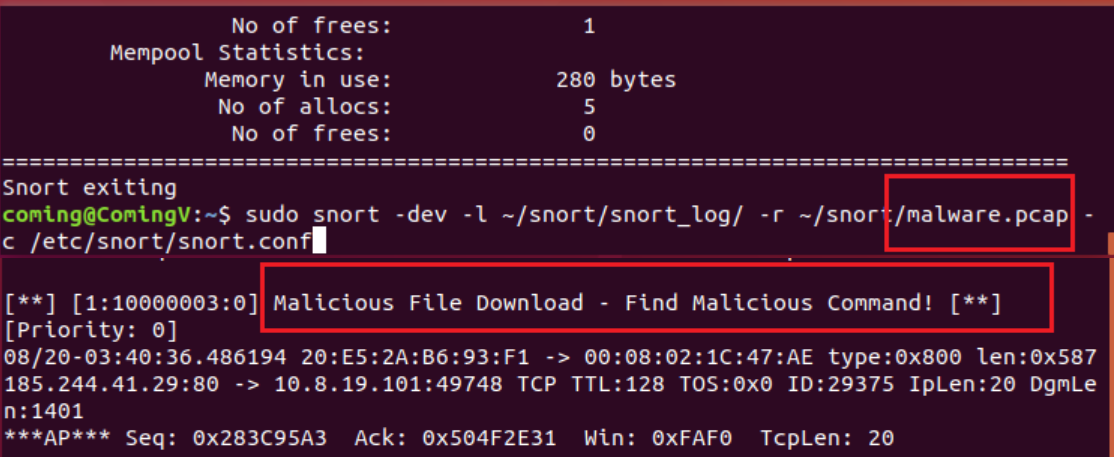 No of frees: 1
Mempool Statistics:
Memory in use: 280 bytes
No of allocs: 5
No of frees: 0
===============================================================================
Snort exiting
coming@ComingV:~$ sudo snort -dev -l ~/snort/snort_log/ -r ~/snort/malware.pcap -
c /etc/snort/snort.conf
[**] [1:10000003:0] Malicious File Download - Find Malicious Command! [**]
[Priority: 0]
08/20-03:40:36.486194 20:E5:2A:B6:93:F1 -> 00:08:02:1C:47:AE type:0x800 len:0x587
185.244.41.29:80 -> 10.8.19.101:49748 TCP TTL:128 TOS:0x0 ID:29375 IpLen:20 DgmLe
n:1401
***AP*** Seq: 0x283C95A3 Ack: 0x504F2E31 Win: 0xFAF0 TcpLen: 20